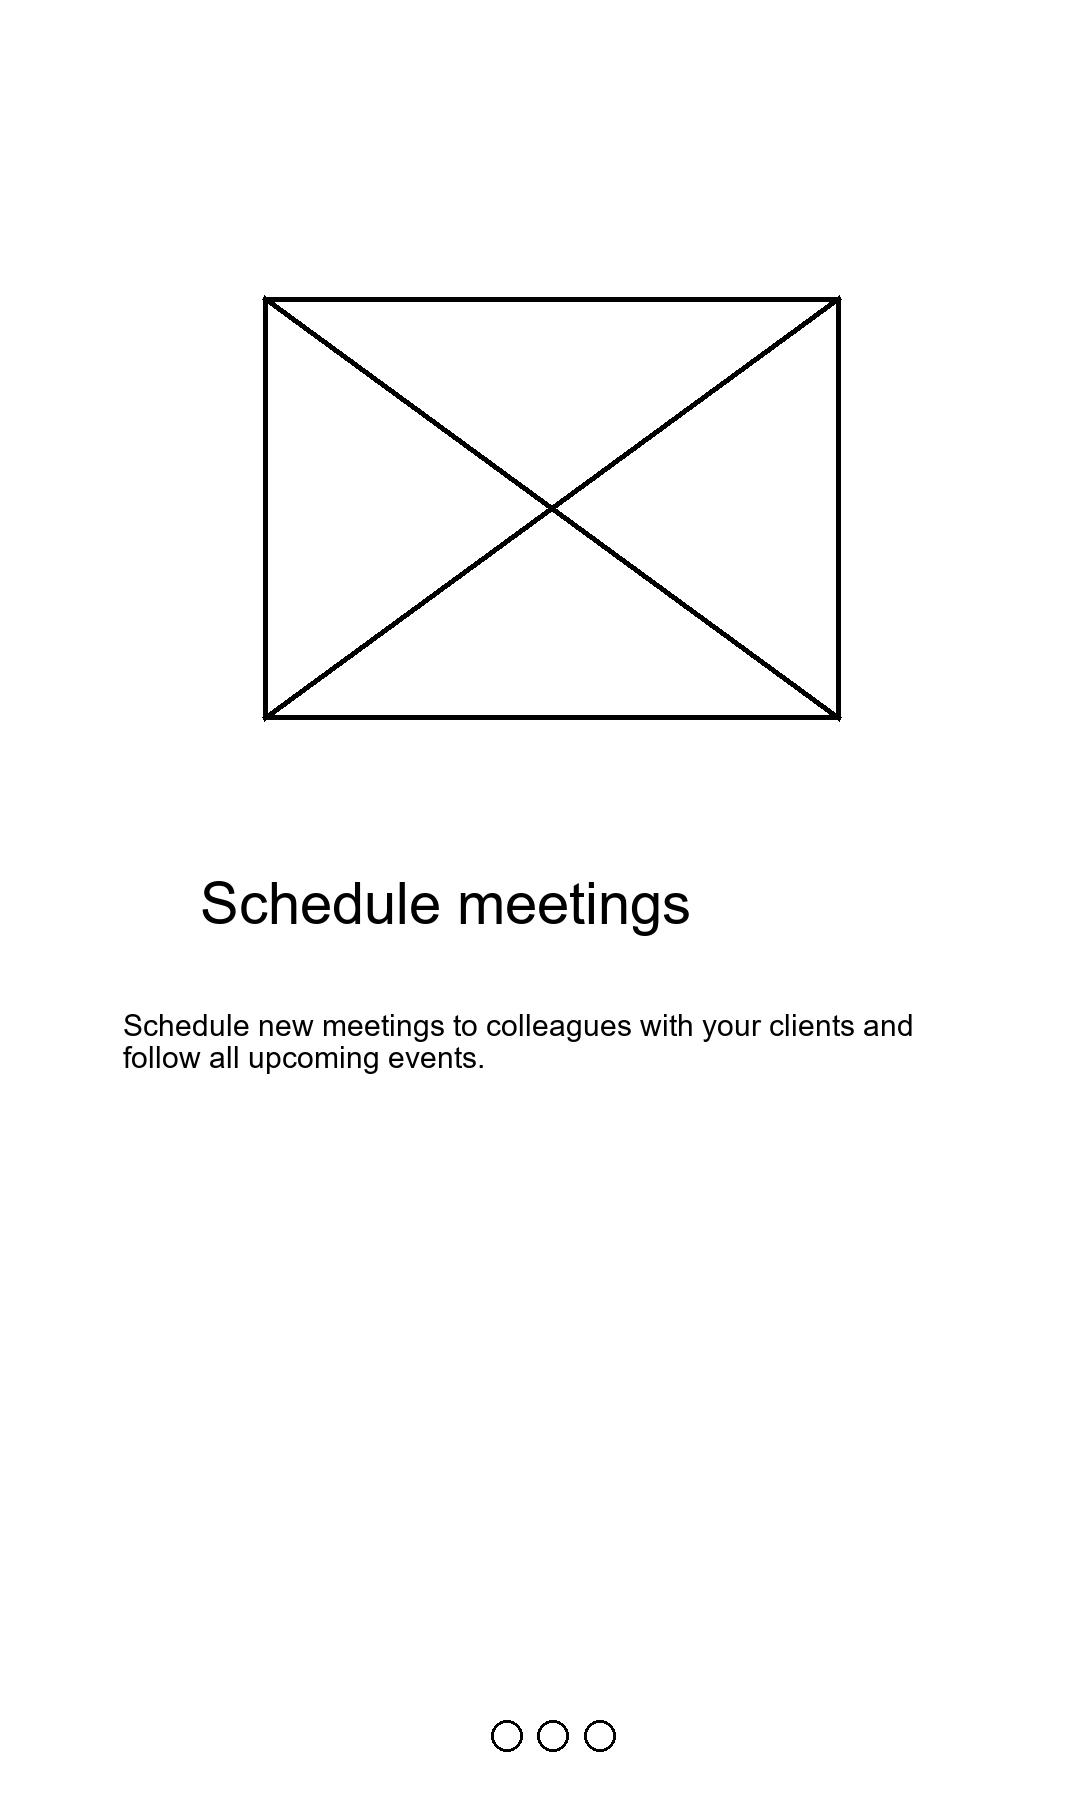 Schedule meetings
Schedule new meetings to colleagues with your clients and
follow all upcoming events.